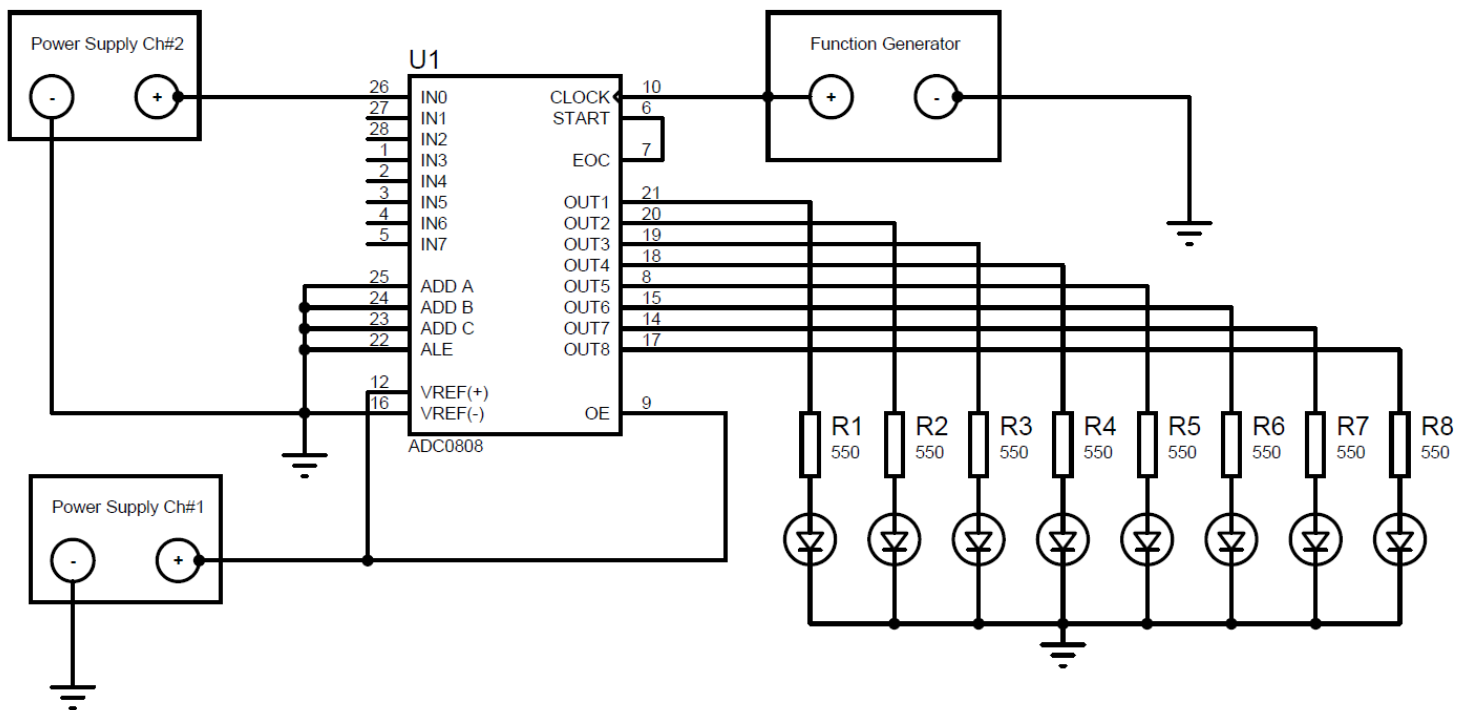 Power Supply Ch#2
- +
U1
ADC0808
26 IN0
27 IN1
28 IN2
1 IN3
2 IN4
3 IN5
4 IN6
5 IN7
25 ADD A
24 ADD B
23 ADD C
22 ALE
12 VREF(+)
16 VREF(-)
CLOCK 10
START 6
EOC 7
OUT1 21
OUT2 20
OUT3 19
OUT4 18
OUT5 8
OUT6 15
OUT7 14
OUT8 17
OE 9
Function Generator
+ -
Power Supply Ch#1
- +
R1
550
R2
550
R3
550
R4
550
R5
550
R6
550
R7
550
R8
550